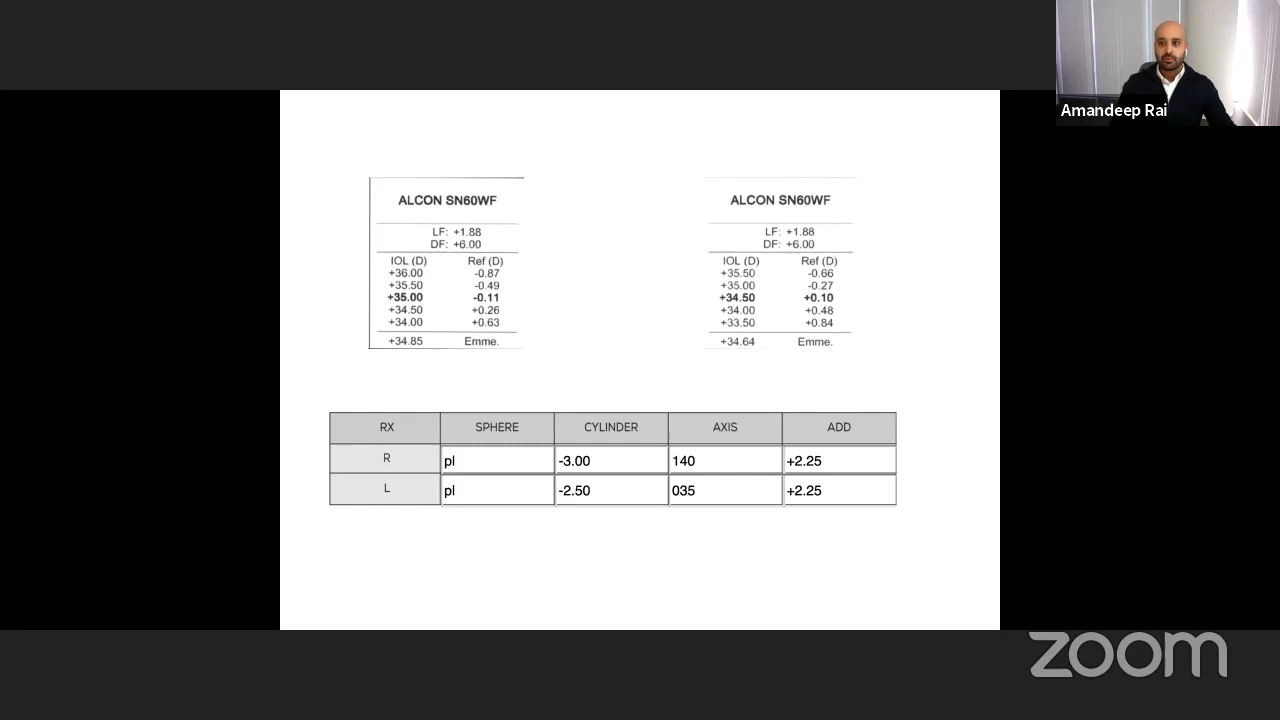 Amandeep Rai
ALCON SN60WF
LF: +1.88
DF: +6.00
IOL (D) Ref (D)
+36.00 -0.87
+35.50 -0.49
+35.00 -0.11
+34.50 +0.26
+34.00 +0.63
+34.85 Emme.
ALCON SN60WF
LF: +1.88
DF: +6.00
IOL (D) Ref (D)
+35.50 -0.66
+35.00 -0.27
+34.50 +0.10
+34.00 +0.48
+33.50 +0.84
+34.64 Emme.
RX SPHERE CYLINDER AXIS ADD
R pl -3.00 140 +2.25
L pl -2.50 035 +2.25
zoom